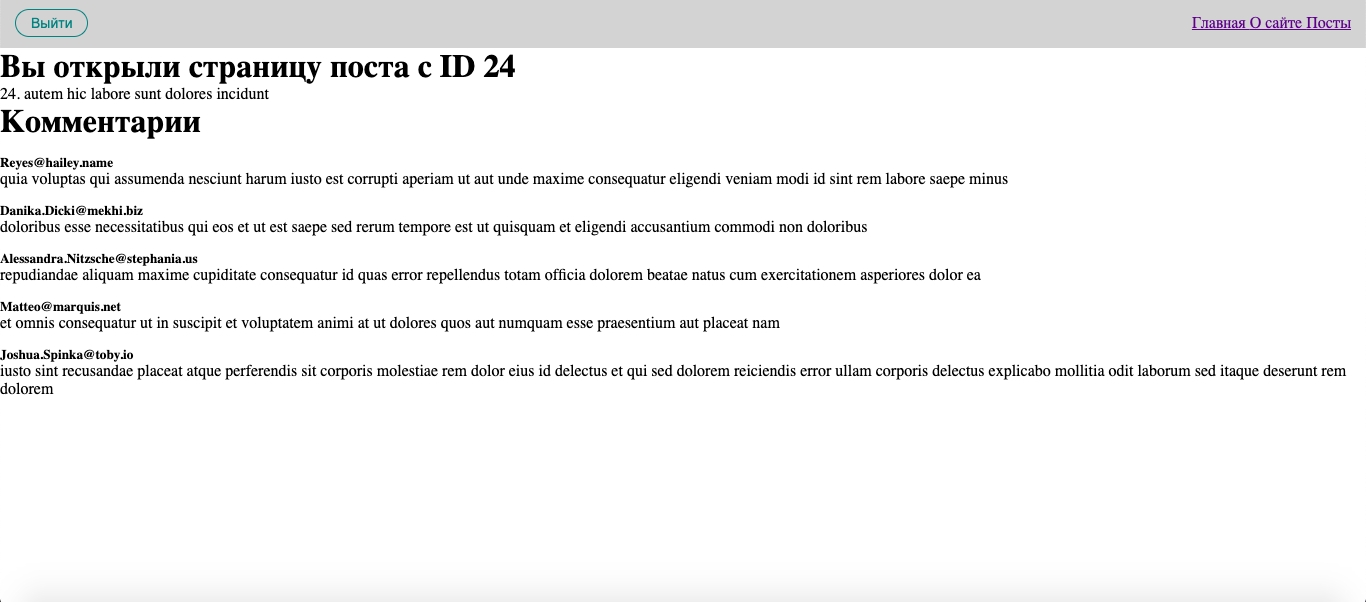 Выйти
Главная О сайте Посты
Вы открыли страницу поста с ID 24
24. autem hic labore sunt dolores incidunt
Комментарии
Reyes@hailey.name
quia voluptas qui assumenda nesciunt harum iusto est corrupti aperiam ut aut unde maxime consequatur eligendi veniam modi id sint rem labore saepe minus
Danika.Dicki@mekhi.biz
doloribus esse necessitatibus qui eos et ut est saepe sed rerum tempore est ut quisquam et eligendi accusantium commodi non doloribus
Alessandra.Nitzsche@stephania.us
repudiandae aliquam maxime cupiditate consequatur id quas error repellendus totam officia dolorem beatae natus cum exercitationem asperiores dolor ea
Matteo@marquis.net
et omnis consequatur ut in suscipit et voluptatem animi at ut dolores quos aut numquam esse praesentium aut placeat nam
Joshua.Spinka@toby.io
iusto sint recusandae placeat atque perferendis sit corporis molestiae rem dolor eius id delectus et qui sed dolorem reiciendis error ullam corporis delectus explicabo mollitia odit laborum sed itaque deserunt rem
dolorem